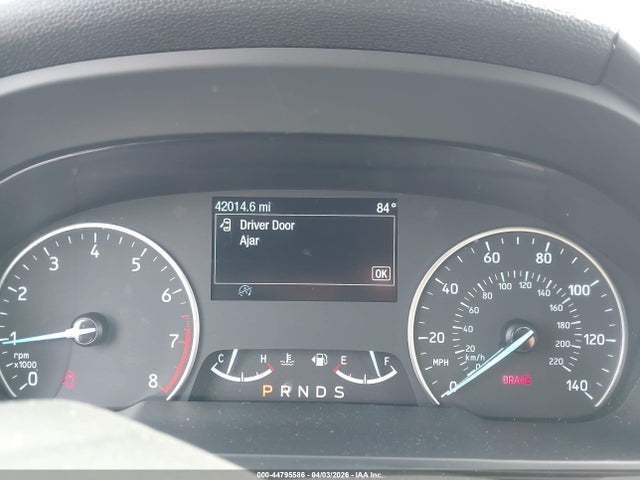 42014.6 mi 84°
Driver Door
Ajar
OK
0 1 2 3 4 5 6 7 8
rpm
x1000
C H E F
P R N D S
0 20 40 60 80 100 120 140
MPH
0 20 40 60 80 100 120 140 160 180 200 220
km/h
BRAKE
000-44795586 - 04/03/2026 - IAA Inc.